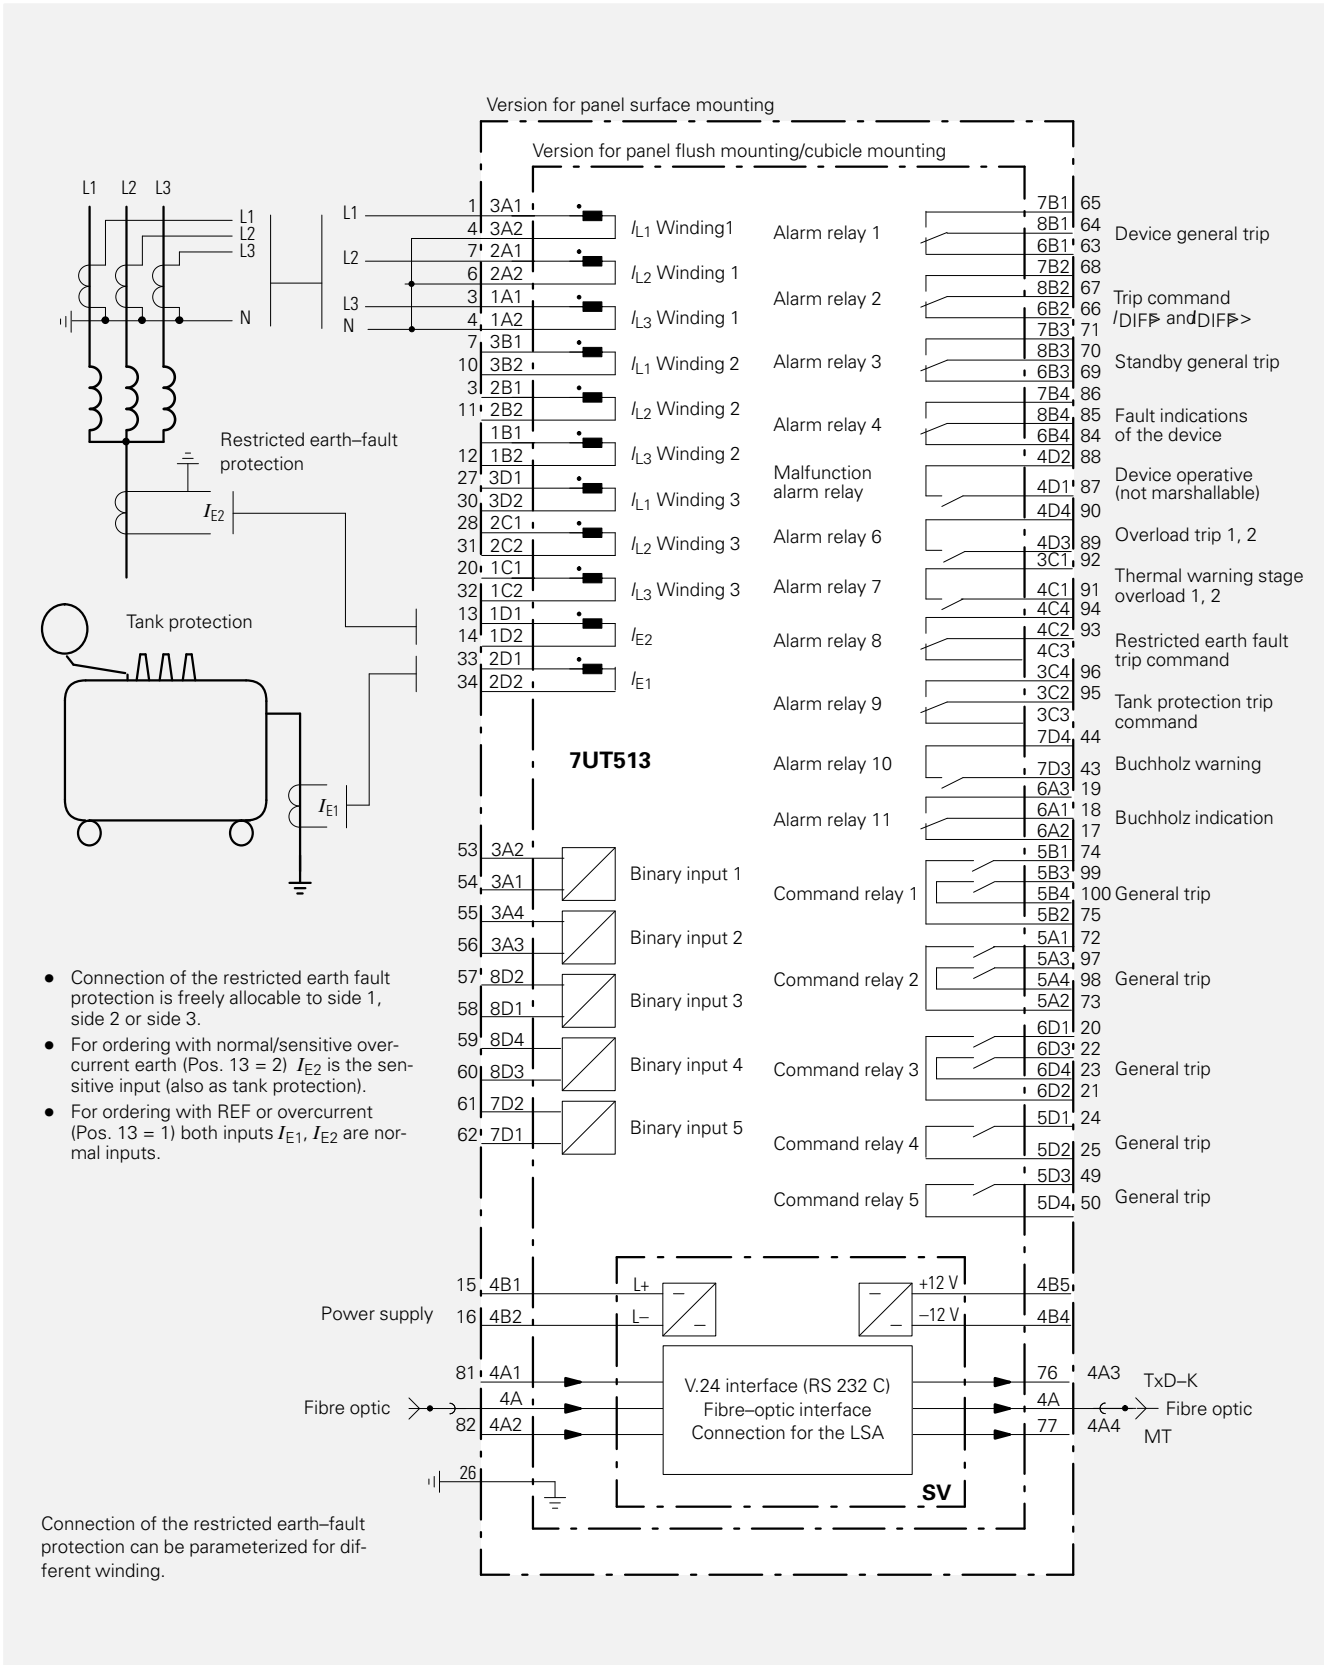 Version for panel surface mounting
Version for panel flush mounting/cubicle mounting
L1 L2 L3
L1
L2
L3
N
L1
L2
L3
N
1 3A1
4 3A2
7 2A1
6 2A2
3 1A1
4 1A2
7 3B1
10 3B2
3 2B1
11 2B2
1B1
12 1B2
27 3D1
30 3D2
28 2C1
31 2C2
20 1C1
32 1C2
13 1D1
14 1D2
33 2D1
34 2D2
IL1 Winding1
IL2 Winding 1
IL3 Winding 1
IL1 Winding 2
IL2 Winding 2
IL3 Winding 2
IL1 Winding 3
IL2 Winding 3
IL3 Winding 3
IE2
IE1
Restricted earth–fault
protection
IE2
Tank protection
IE1
7UT513
53 3A2
54 3A1
Binary input 1
55 3A4
56 3A3
Binary input 2
57 8D2
58 8D1
Binary input 3
59 8D4
60 8D3
Binary input 4
61 7D2
62 7D1
Binary input 5
Alarm relay 1
7B1 65
8B1 64
6B1 63
Device general trip
Alarm relay 2
7B2 68
8B2 67
6B2 66
Trip command
IDIFF> and IDIFF>>
Alarm relay 3
7B3 71
8B3 70
6B3 69
Standby general trip
Alarm relay 4
7B4 86
8B4 85
6B4 84
Fault indications
of the device
Malfunction
alarm relay
4D2 88
4D1 87
Device operative
(not marshallable)
Alarm relay 6
4D4 90
4D3 89
Overload trip 1, 2
Alarm relay 7
3C1 92
4C1 91
Thermal warning stage
overload 1, 2
Alarm relay 8
4C4 94
4C2 93
4C3
Restricted earth fault
trip command
Alarm relay 9
3C4 96
3C2 95
3C3
Tank protection trip
command
Alarm relay 10
7D4 44
7D3 43
Buchholz warning
Alarm relay 11
6A3 19
6A1 18
6A2 17
Buchholz indication
Command relay 1
5B1 74
5B3 99
5B4 100
5B2 75
General trip
Command relay 2
5A1 72
5A3 97
5A4 98
5A2 73
General trip
Command relay 3
6D1 20
6D3 22
6D4 23
6D2 21
General trip
Command relay 4
5D1 24
5D2 25
General trip
Command relay 5
5D3 49
5D4 50
General trip
● Connection of the restricted earth fault
protection is freely allocable to side 1,
side 2 or side 3.
● For ordering with normal/sensitive over-
current earth (Pos. 13 = 2) IE2 is the sen-
sitive input (also as tank protection).
● For ordering with REF or overcurrent
(Pos. 13 = 1) both inputs IE1, IE2 are nor-
mal inputs.
Power supply
15 4B1 L+
16 4B2 L–
+12 V 4B5
–12 V 4B4
81 4A1
Fibre optic 4A
82 4A2
V.24 interface (RS 232 C)
Fibre–optic interface
Connection for the LSA
76 4A3 TxD–K
4A Fibre optic
77 4A4 MT
26
SV
Connection of the restricted earth–fault
protection can be parameterized for dif-
ferent winding.